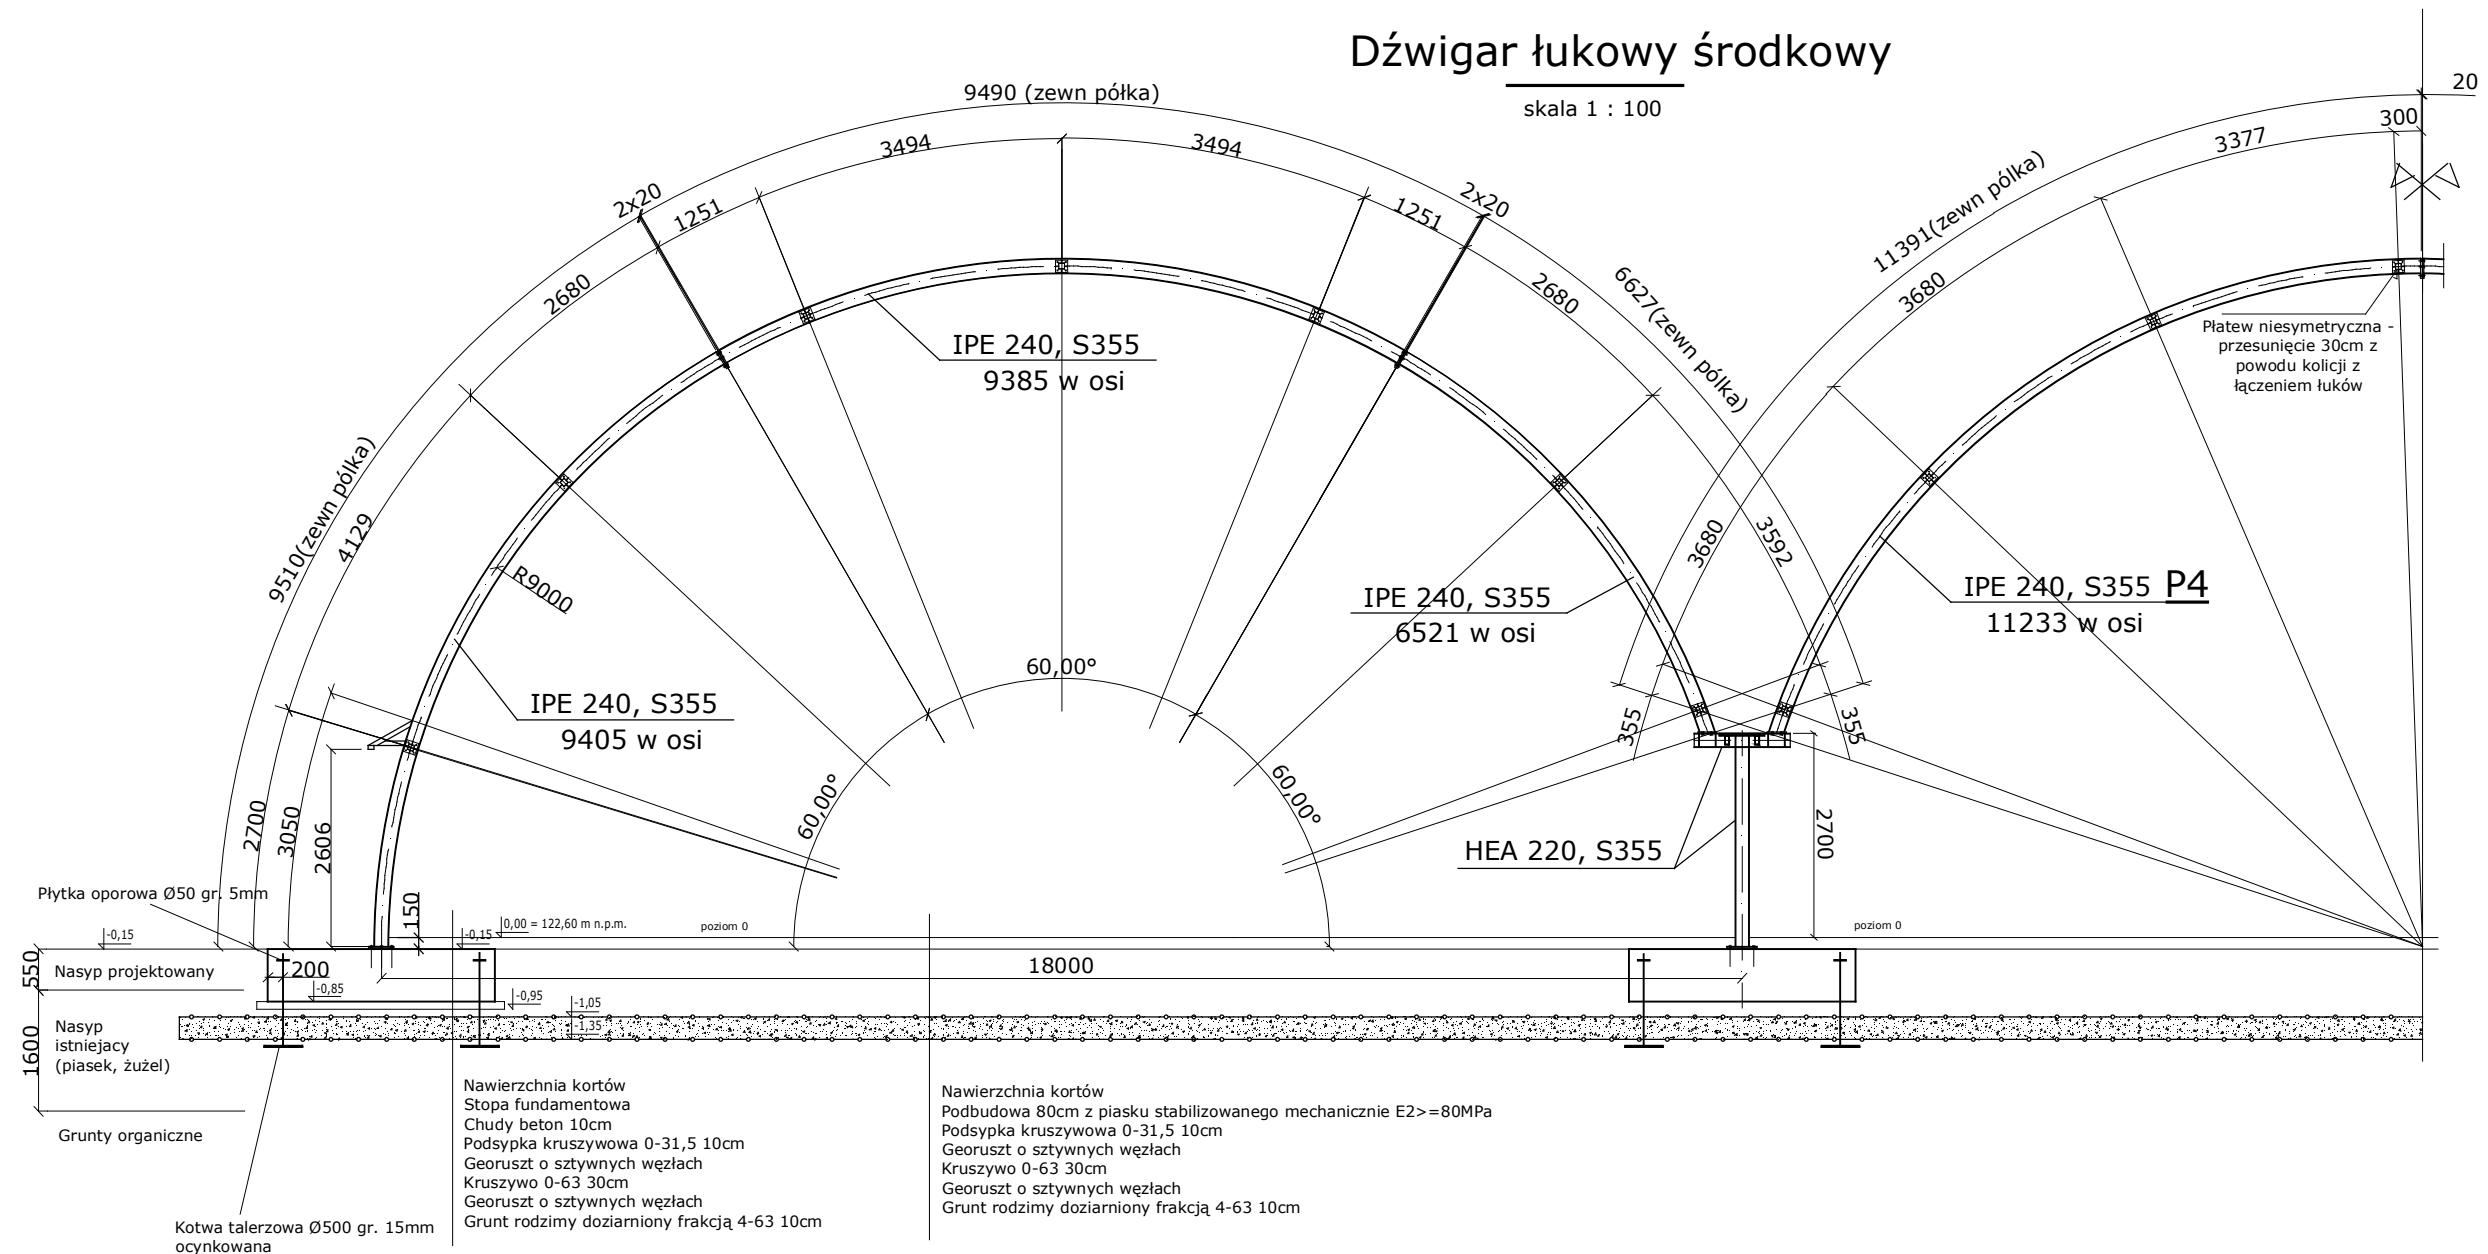 Dźwigar łukowy środkowy
skala 1 : 100
20
300
3377
9490 (zewn półka)
3494
3494
2x20
2x20
1251
1251
2680
2680
11391(zewn pólka)
3680
6627(zewn pólka)
Płatew niesymetryczna -
przesunięcie 30cm z
powodu kolicji z
łączeniem łuków
IPE 240, S355
9385 w osi
9510(zewn pólka)
4129
R9000
3680
3592
IPE 240, S355
6521 w osi
IPE 240, S355 P4
11233 w osi
60,00°
60,00°
60,00°
IPE 240, S355
9405 w osi
355
355
2700
3050
2606
HEA 220, S355
2700
Płytka oporowa Ø50 gr. 5mm
150
0,00 = 122,60 m n.p.m.
poziom 0
poziom 0
-0,15
-0,15
550
Nasyp projektowany
200
18000
-0,85
-0,95
-1,05
-1,35
1600
Nasyp
istniejacy
(piasek, żużel)
Grunty organiczne
Nawierzchnia kortów
Stopa fundamentowa
Chudy beton 10cm
Podsypka kruszywowa 0-31,5 10cm
Georuszt o sztywnych węzłach
Kruszywo 0-63 30cm
Georuszt o sztywnych węzłach
Grunt rodzimy doziarniony frakcją 4-63 10cm
Nawierzchnia kortów
Podbudowa 80cm z piasku stabilizowanego mechanicznie E2>=80MPa
Podsypka kruszywowa 0-31,5 10cm
Georuszt o sztywnych węzłach
Kruszywo 0-63 30cm
Georuszt o sztywnych węzłach
Grunt rodzimy doziarniony frakcją 4-63 10cm
Kotwa talerzowa Ø500 gr. 15mm
ocynkowana